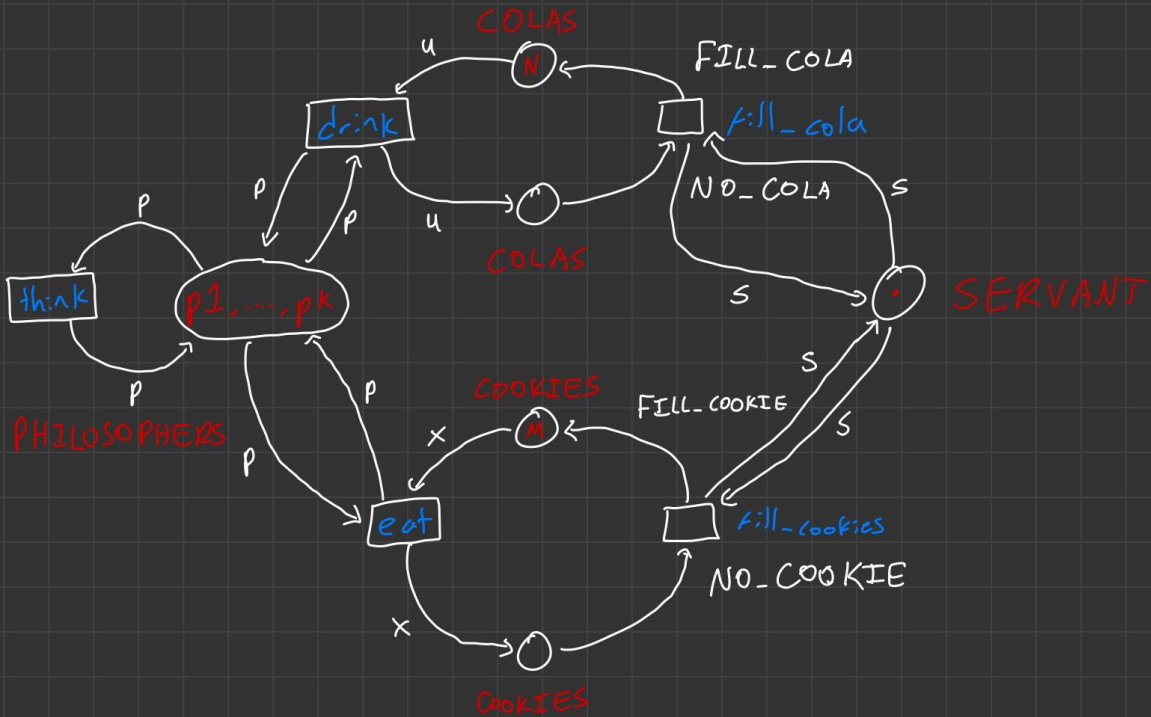 COLAS
u
N
FILL_COLA
drink
fill_cola
p
p
u
NO_COLA
s
p
COLAS
think
p1,....,pk
s
.
SERVANT
p
PHILOSOPHERS
p
p
COOKIES
x
M
FILL_COOKIE
s
s
eat
fill_cookies
NO_COOKIE
x
COOKIES